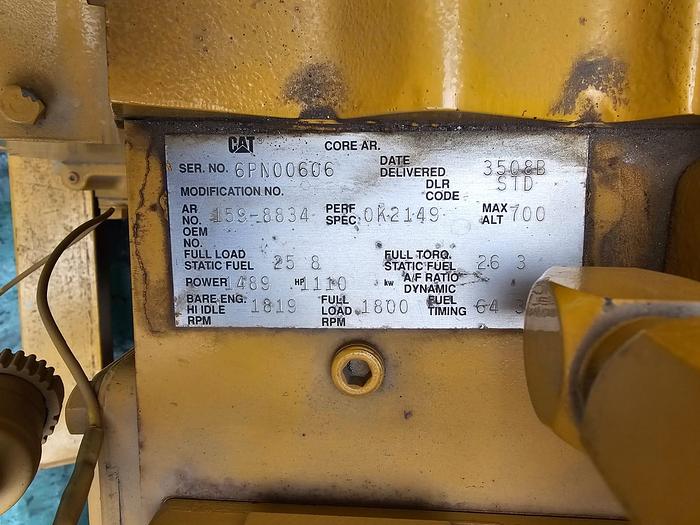 CAT CORE AR.
SER. NO. 6PN00606 DATE DELIVERED 3508B
MODIFICATION NO. DLR CODE STD
AR NO. 159-8834 PERF SPEC. 0K2149 MAX ALT 700
OEM NO.
FULL LOAD STATIC FUEL 25 8 FULL TORQ. STATIC FUEL 26 3
POWER 1489 HP 1110 kw A/F RATIO DYNAMIC
BARE ENG. HI IDLE RPM 1819 FULL LOAD RPM 1800 FUEL TIMING 64